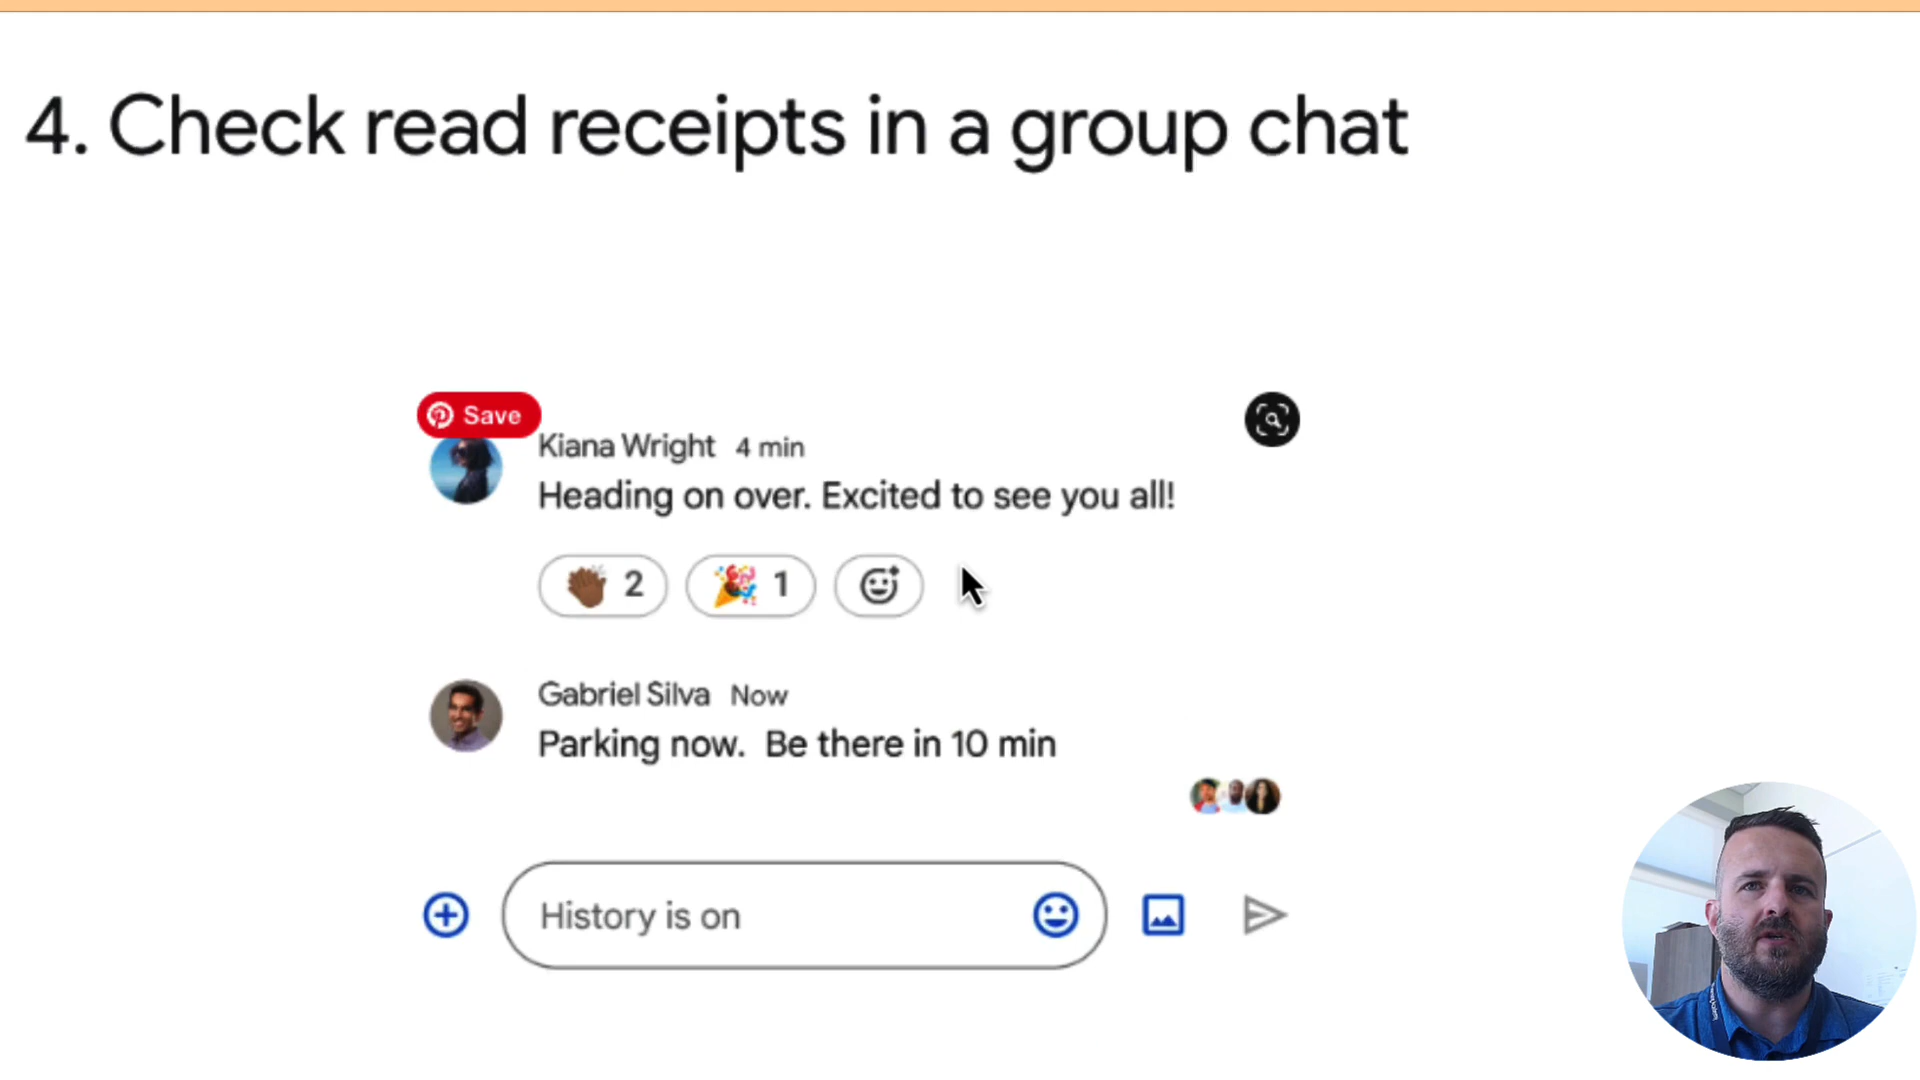 4. Check read receipts in a group chat
Save
Kiana Wright 4 min
Heading on over. Excited to see you all!
2 1
Gabriel Silva Now
Parking now. Be there in 10 min
History is on